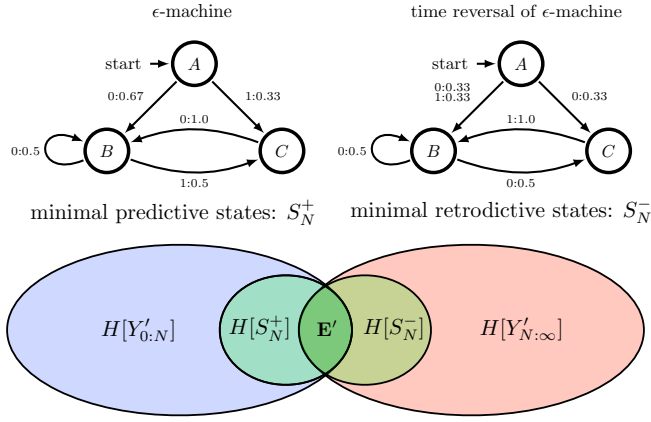 ϵ-machine
start
A
0:0.67
1:0.33
0:1.0
0:0.5
B
C
1:0.5
minimal predictive states: S_N^+
time reversal of ϵ-machine
start
A
0:0.33
1:0.33
0:0.33
1:1.0
0:0.5
B
C
0:0.5
minimal retrodictive states: S_N^-
H[Y'_{0:N}]
H[S_N^+]
E'
H[S_N^-]
H[Y'_{N:∞}]